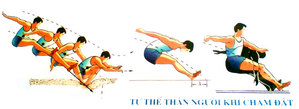 TƯ THẾ THÂN NGƯỜI KHI CHẠM ĐẤT